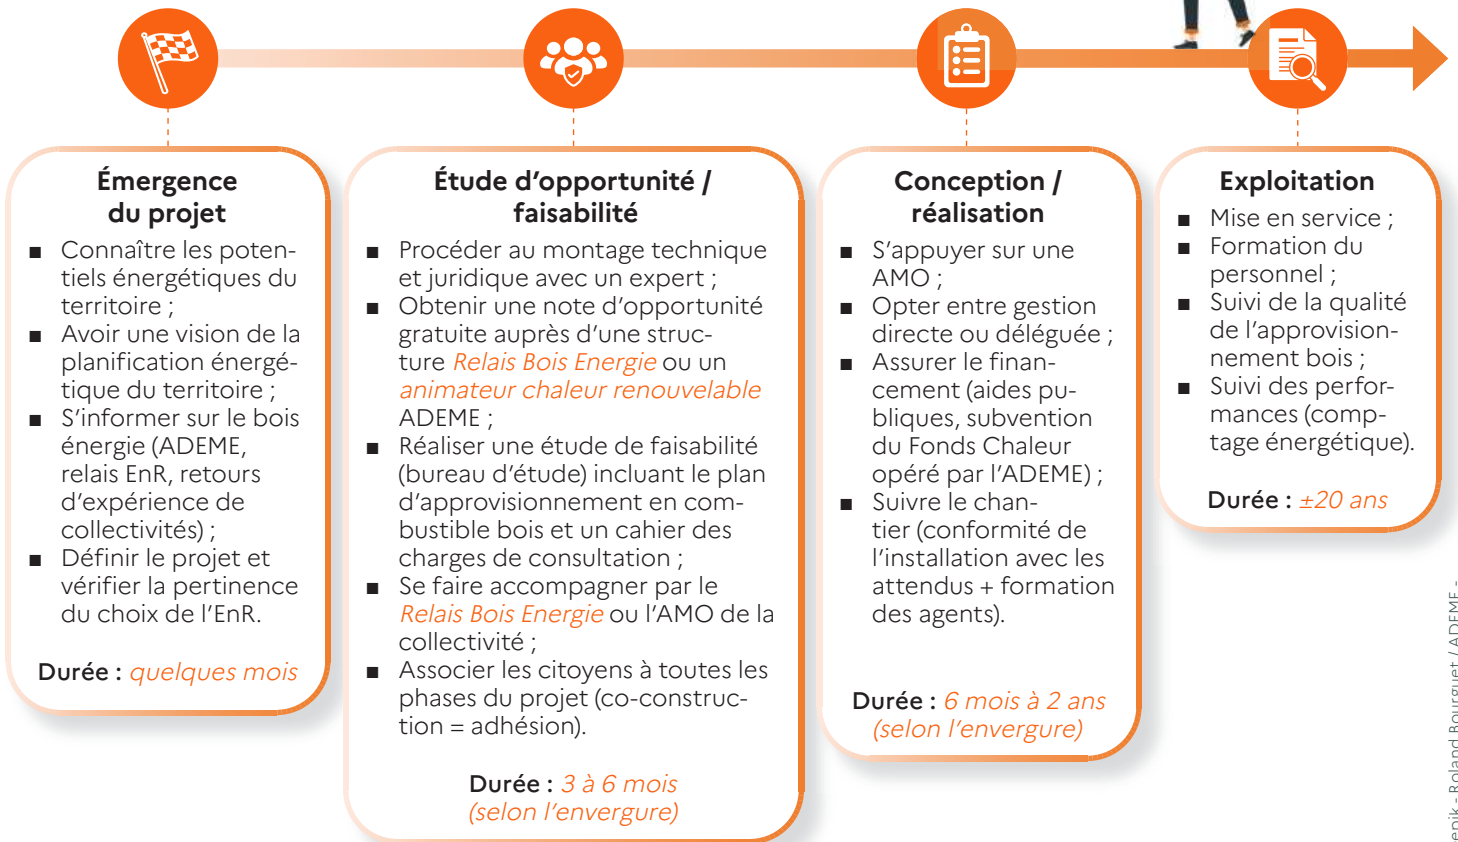 Émergence
du projet
■ Connaître les poten-
tiels énergétiques du
territoire ;
■ Avoir une vision de la
planification énergé-
tique du territoire ;
■ S'informer sur le bois
énergie (ADEME,
relais EnR, retours
d'expérience de
collectivités) ;
■ Définir le projet et
vérifier la pertinence
du choix de l'EnR.
Durée : quelques mois
Étude d'opportunité /
faisabilité
■ Procéder au montage technique
et juridique avec un expert ;
■ Obtenir une note d'opportunité
gratuite auprès d'une struc-
ture Relais Bois Energie ou un
animateur chaleur renouvelable
ADEME ;
■ Réaliser une étude de faisabilité
(bureau d'étude) incluant le plan
d'approvisionnement en com-
bustible bois et un cahier des
charges de consultation ;
■ Se faire accompagner par le
Relais Bois Energie ou l'AMO de la
collectivité ;
■ Associer les citoyens à toutes les
phases du projet (co-construc-
tion = adhésion).
Durée : 3 à 6 mois
(selon l'envergure)
Conception /
réalisation
■ S'appuyer sur une
AMO ;
■ Opter entre gestion
directe ou déléguée ;
■ Assurer le finan-
cement (aides pu-
bliques, subvention
du Fonds Chaleur
opéré par l'ADEME) ;
■ Suivre le chan-
tier (conformité de
l'installation avec les
attendus + formation
des agents).
Durée : 6 mois à 2 ans
(selon l'envergure)
Exploitation
■ Mise en service ;
■ Formation du
personnel ;
■ Suivi de la qualité
de l'approvision-
nement bois ;
■ Suivi des perfor-
mances (comp-
tage énergétique).
Durée : ±20 ans
- Roland Bourguet / ADEME -